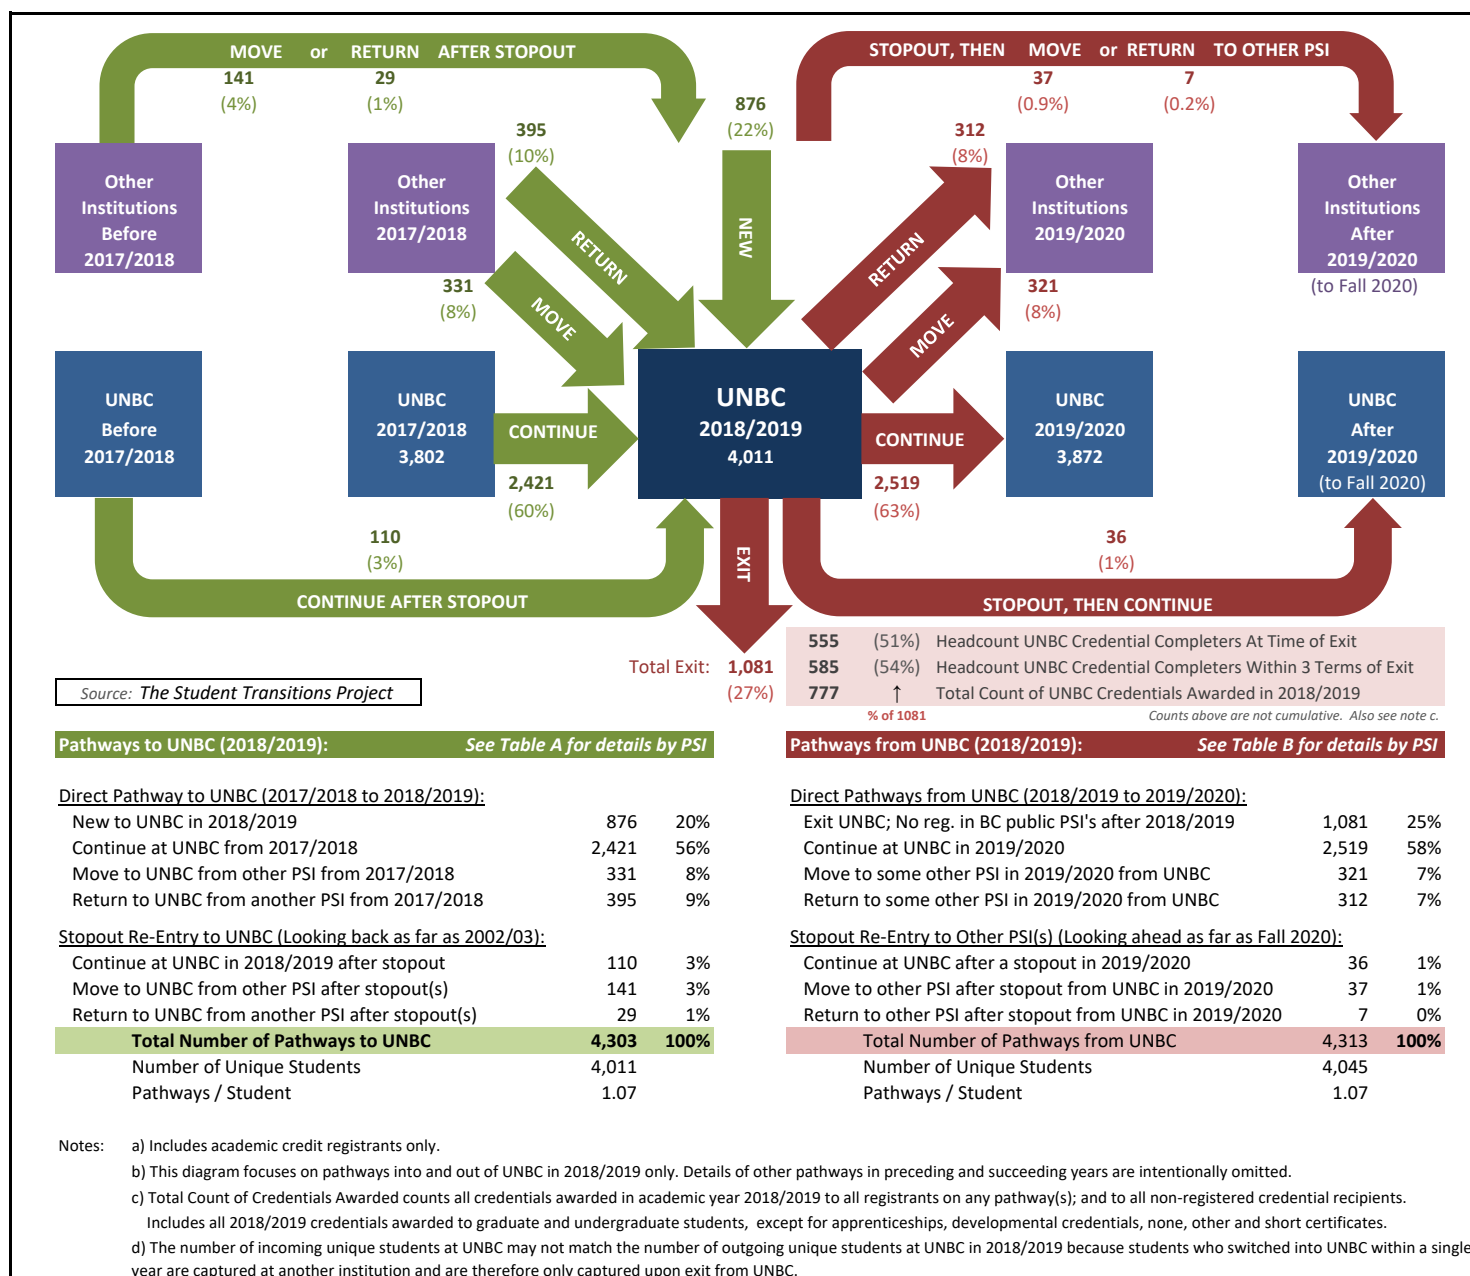 MOVE or RETURN AFTER STOPOUT
141 29
(4%) (1%)
STOPOUT, THEN MOVE or RETURN TO OTHER PSI
37 7
(0.9%) (0.2%)
395
(10%)
876
(22%)
312
(8%)
Other
Institutions
Before
2017/2018
Other
Institutions
2017/2018
RETURN
NEW
RETURN
Other
Institutions
2019/2020
Other
Institutions
After
2019/2020
(to Fall 2020)
331
(8%)
MOVE
MOVE
321
(8%)
UNBC
Before
2017/2018
UNBC
2017/2018
3,802
CONTINUE
2,421
(60%)
UNBC
2018/2019
4,011
CONTINUE
2,519
(63%)
UNBC
2019/2020
3,872
UNBC
After
2019/2020
(to Fall 2020)
110
(3%)
CONTINUE AFTER STOPOUT
EXIT
36
(1%)
STOPOUT, THEN CONTINUE
Total Exit: 1,081
(27%)
555 (51%) Headcount UNBC Credential Completers At Time of Exit
585 (54%) Headcount UNBC Credential Completers Within 3 Terms of Exit
777 ↑ Total Count of UNBC Credentials Awarded in 2018/2019
% of 1081 Counts above are not cumulative. Also see note c.
Source: The Student Transitions Project
Pathways to UNBC (2018/2019): See Table A for details by PSI
Direct Pathway to UNBC (2017/2018 to 2018/2019):
New to UNBC in 2018/2019 876 20%
Continue at UNBC from 2017/2018 2,421 56%
Move to UNBC from other PSI from 2017/2018 331 8%
Return to UNBC from another PSI from 2017/2018 395 9%
Stopout Re-Entry to UNBC (Looking back as far as 2002/03):
Continue at UNBC in 2018/2019 after stopout 110 3%
Move to UNBC from other PSI after stopout(s) 141 3%
Return to UNBC from another PSI after stopout(s) 29 1%
Total Number of Pathways to UNBC 4,303 100%
Number of Unique Students 4,011
Pathways / Student 1.07
Pathways from UNBC (2018/2019): See Table B for details by PSI
Direct Pathways from UNBC (2018/2019 to 2019/2020):
Exit UNBC; No reg. in BC public PSI's after 2018/2019 1,081 25%
Continue at UNBC in 2019/2020 2,519 58%
Move to some other PSI in 2019/2020 from UNBC 321 7%
Return to some other PSI in 2019/2020 from UNBC 312 7%
Stopout Re-Entry to Other PSI(s) (Looking ahead as far as Fall 2020):
Continue at UNBC after a stopout in 2019/2020 36 1%
Move to other PSI after stopout from UNBC in 2019/2020 37 1%
Return to other PSI after stopout from UNBC in 2019/2020 7 0%
Total Number of Pathways from UNBC 4,313 100%
Number of Unique Students 4,045
Pathways / Student 1.07
Notes: a) Includes academic credit registrants only.
b) This diagram focuses on pathways into and out of UNBC in 2018/2019 only. Details of other pathways in preceding and succeeding years are intentionally omitted.
c) Total Count of Credentials Awarded counts all credentials awarded in academic year 2018/2019 to all registrants on any pathway(s); and to all non-registered credential recipients.
Includes all 2018/2019 credentials awarded to graduate and undergraduate students, except for apprenticeships, developmental credentials, none, other and short certificates.
d) The number of incoming unique students at UNBC may not match the number of outgoing unique students at UNBC in 2018/2019 because students who switched into UNBC within a single
year are captured at another institution and are therefore only captured upon exit from UNBC.